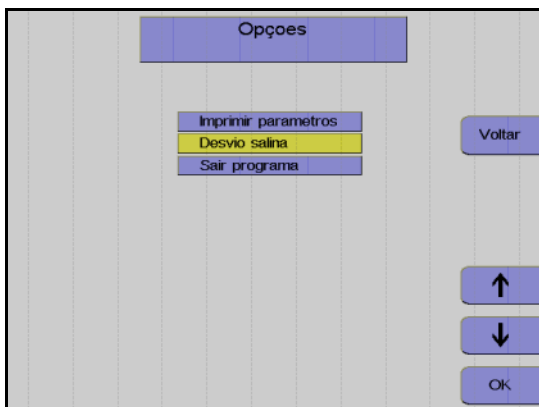 Opçoes
Imprimir parametros
Desvio salina
Sair programa
Voltar
↑
↓
OK